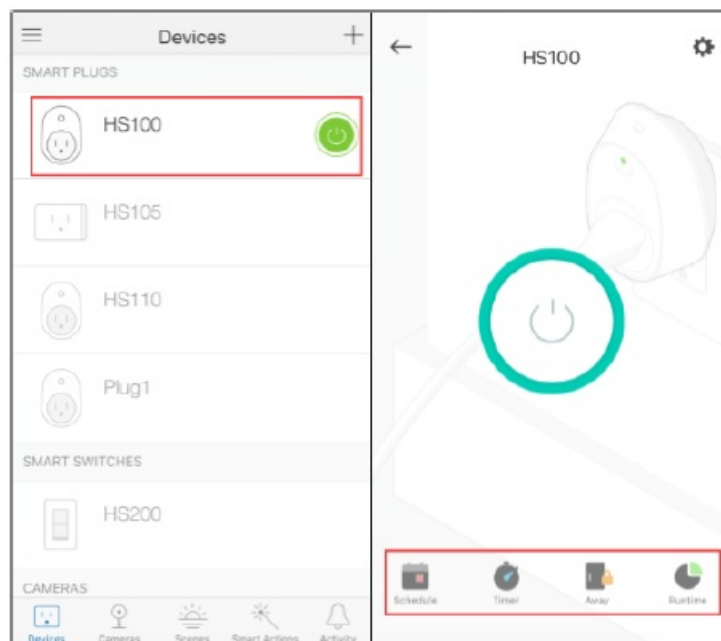 Devices
SMART PLUGS
HS100
HS105
HS110
Plug1
SMART SWITCHES
HS200
CAMERAS
Devices Cameras Scenes Smart Actions Activity
HS100
Schedule Timer Away Runtime